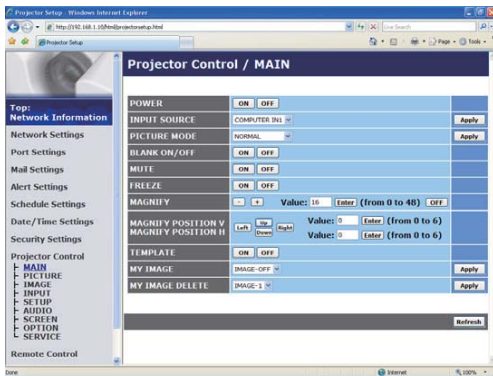 Projector Setup - Windows Internet Explorer
http://192.168.1.10/html/projectorsetup.html
Live Search
Projector Setup
Page
Tools
Projector Control / MAIN
Top:
Network Information
Network Settings
Port Settings
Mail Settings
Alert Settings
Schedule Settings
Date/Time Settings
Security Settings
Projector Control
MAIN
PICTURE
IMAGE
INPUT
SETUP
AUDIO
SCREEN
OPTION
SERVICE
Remote Control
POWER ON OFF
INPUT SOURCE COMPUTER IN1 Apply
PICTURE MODE NORMAL Apply
BLANK ON/OFF ON OFF
MUTE ON OFF
FREEZE ON OFF
MAGNIFY - + Value: 16 Enter (from 0 to 48) OFF
MAGNIFY POSITION V Left Up Right Value: 0 Enter (from 0 to 6)
MAGNIFY POSITION H Down Value: 0 Enter (from 0 to 6)
TEMPLATE ON OFF
MY IMAGE IMAGE-OFF Apply
MY IMAGE DELETE IMAGE-1 Apply
Refresh
Done Internet 100%